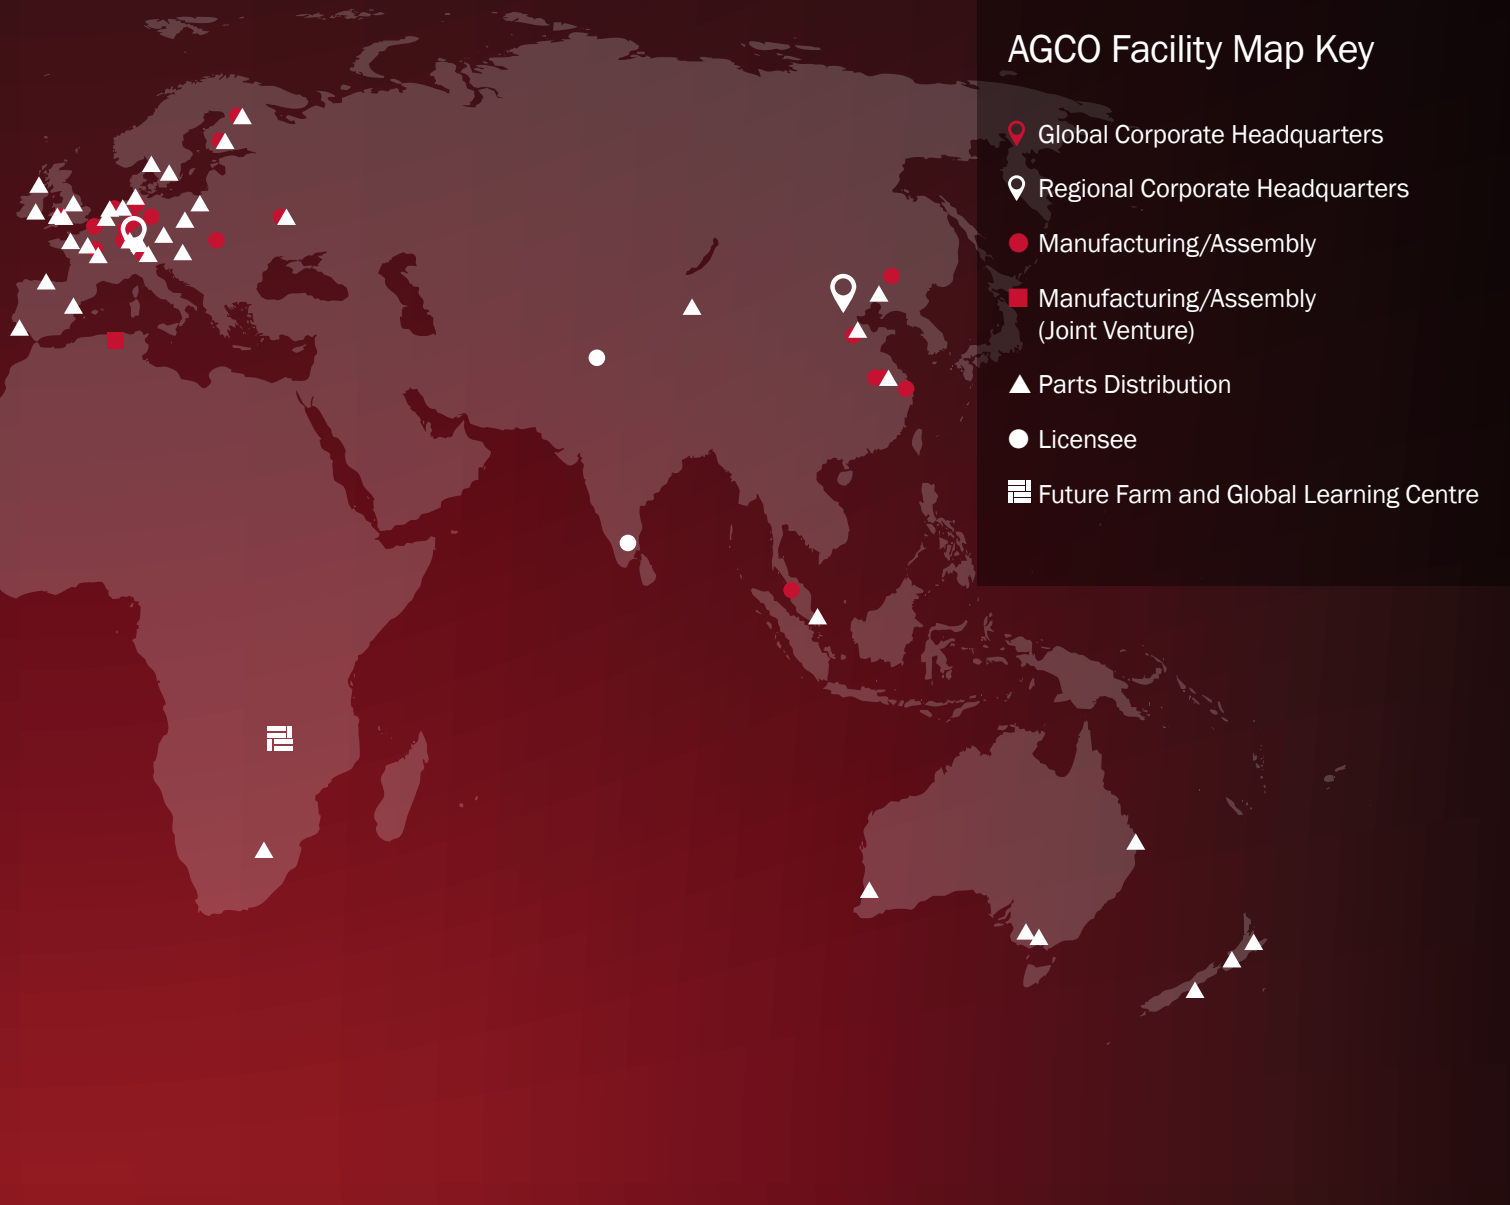 AGCO Facility Map Key
Global Corporate Headquarters
Regional Corporate Headquarters
Manufacturing/Assembly
Manufacturing/Assembly
(Joint Venture)
Parts Distribution
Licensee
Future Farm and Global Learning Centre